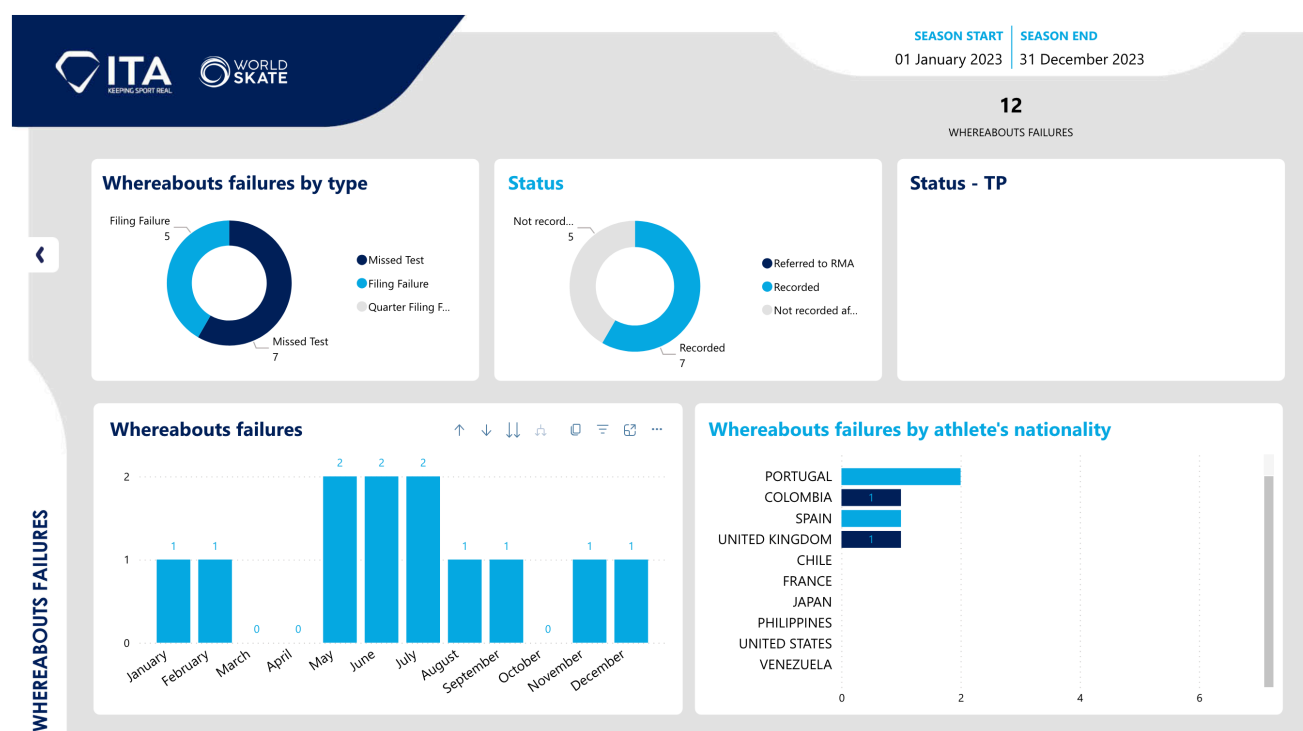 ITA
KEEPING SPORT REAL
WORLD
SKATE
SEASON START
SEASON END
01 January 2023
31 December 2023
12
WHEREABOUTS FAILURES
Whereabouts failures by type
Filing Failure
5
Missed Test
7
Missed Test
Filing Failure
Quarter Filing F...
Status
Not record...
5
Recorded
7
Referred to RMA
Recorded
Not recorded af...
Status - TP
WHEREABOUTS FAILURES
Whereabouts failures
2
1
0
1
1
0
0
2
2
2
1
1
0
1
1
January
February
March
April
May
June
July
August
September
October
November
December
Whereabouts failures by athlete's nationality
PORTUGAL
COLOMBIA
1
SPAIN
UNITED KINGDOM
1
CHILE
FRANCE
JAPAN
PHILIPPINES
UNITED STATES
VENEZUELA
0
2
4
6